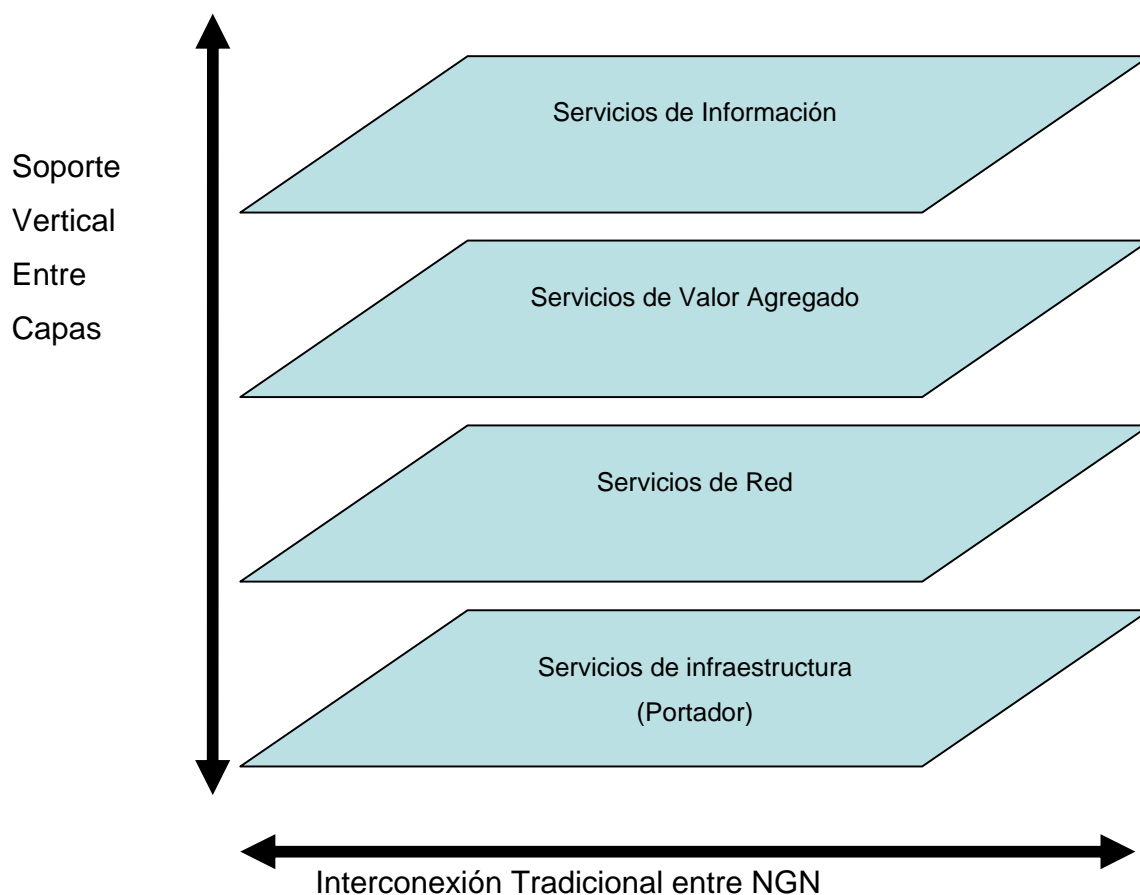 Soporte
Vertical
Entre
Capas
Servicios de Información
Servicios de Valor Agregado
Servicios de Red
Servicios de infraestructura
(Portador)
Interconexión Tradicional entre NGN